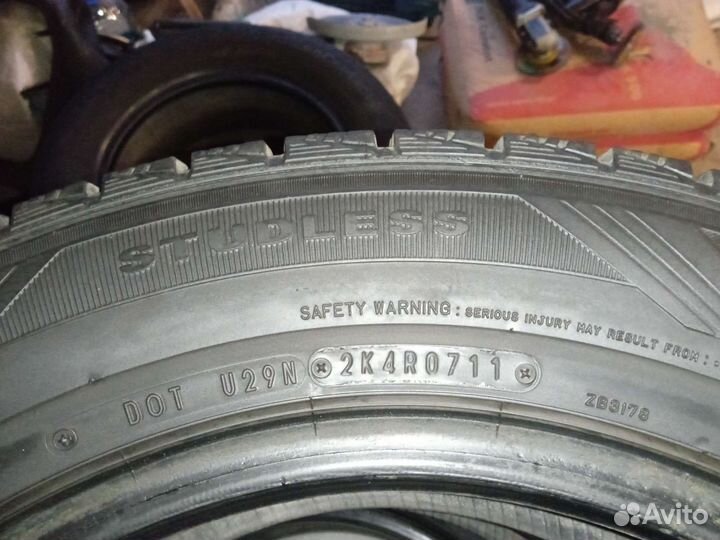 STUDLESS
SAFETY WARNING: SERIOUS INJURY MAY RESULT FROM:
DOT U29N 2K4R0711
ZB3178
Avito